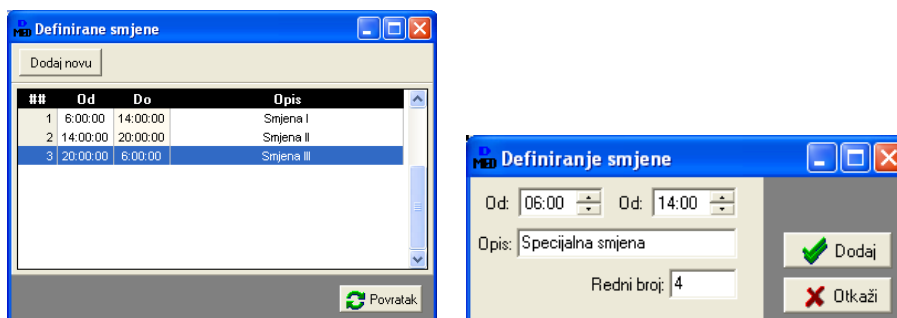 D MED Definirane smjene
Dodaj novu
## Od Do Opis
1 6:00:00 14:00:00 Smjena I
2 14:00:00 20:00:00 Smjena II
3 20:00:00 6:00:00 Smjena III
Povratak
D MED Definiranje smjene
Od: 06:00 Od: 14:00
Opis: Specijalna smjena
Dodaj
Redni broj: 4
Otkaži